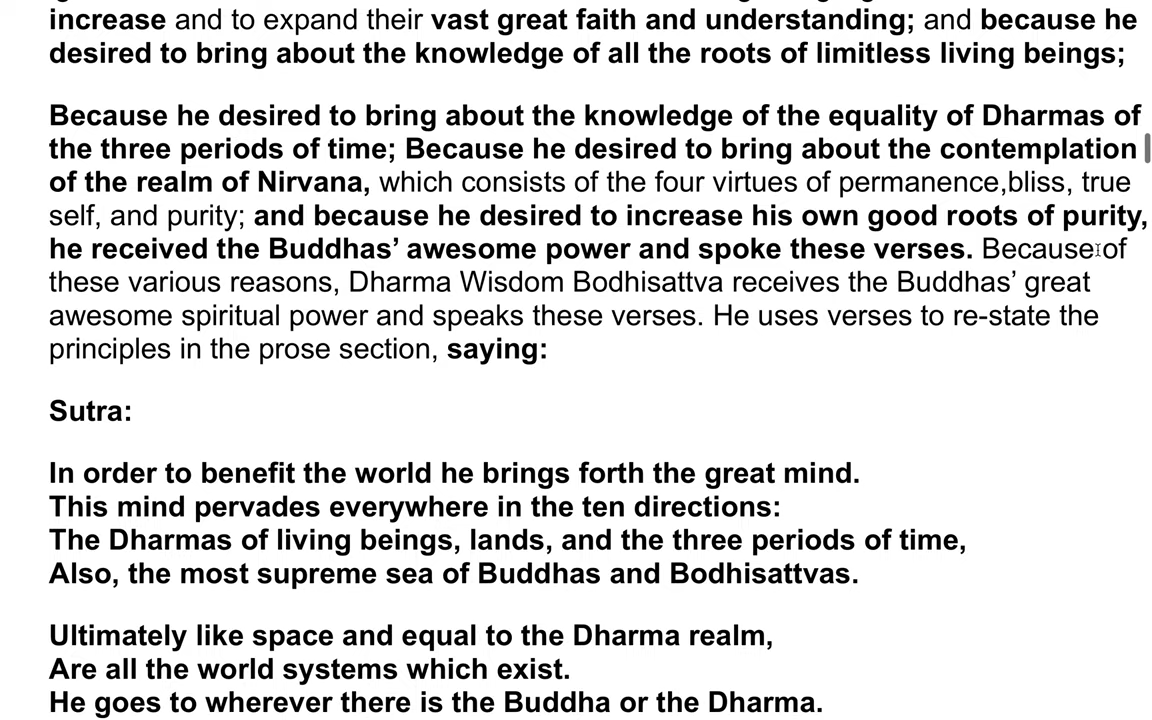 increase and to expand their vast great faith and understanding; and because he
desired to bring about the knowledge of all the roots of limitless living beings;
Because he desired to bring about the knowledge of the equality of Dharmas of
the three periods of time; Because he desired to bring about the contemplation
of the realm of Nirvana, which consists of the four virtues of permanence,bliss, true
self, and purity; and because he desired to increase his own good roots of purity,
he received the Buddhas’ awesome power and spoke these verses. Because of
these various reasons, Dharma Wisdom Bodhisattva receives the Buddhas’ great
awesome spiritual power and speaks these verses. He uses verses to re-state the
principles in the prose section, saying:
Sutra:
In order to benefit the world he brings forth the great mind.
This mind pervades everywhere in the ten directions:
The Dharmas of living beings, lands, and the three periods of time,
Also, the most supreme sea of Buddhas and Bodhisattvas.
Ultimately like space and equal to the Dharma realm,
Are all the world systems which exist.
He goes to wherever there is the Buddha or the Dharma.